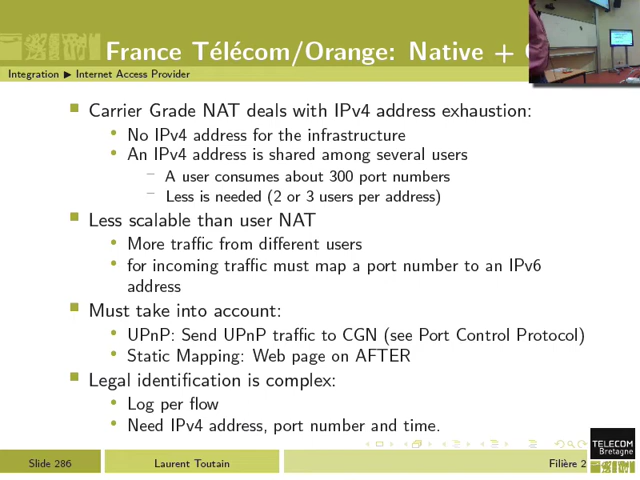 France Télécom/Orange: Native +
Integration ▶ Internet Access Provider
Carrier Grade NAT deals with IPv4 address exhaustion:
No IPv4 address for the infrastructure
An IPv4 address is shared among several users
A user consumes about 300 port numbers
Less is needed (2 or 3 users per address)
Less scalable than user NAT
More traffic from different users
for incoming traffic must map a port number to an IPv6
address
Must take into account:
UPnP: Send UPnP traffic to CGN (see Port Control Protocol)
Static Mapping: Web page on AFTER
Legal identification is complex:
Log per flow
Need IPv4 address, port number and time.
TELECOM
Bretagne
Slide 286
Laurent Toutain
Filière 2